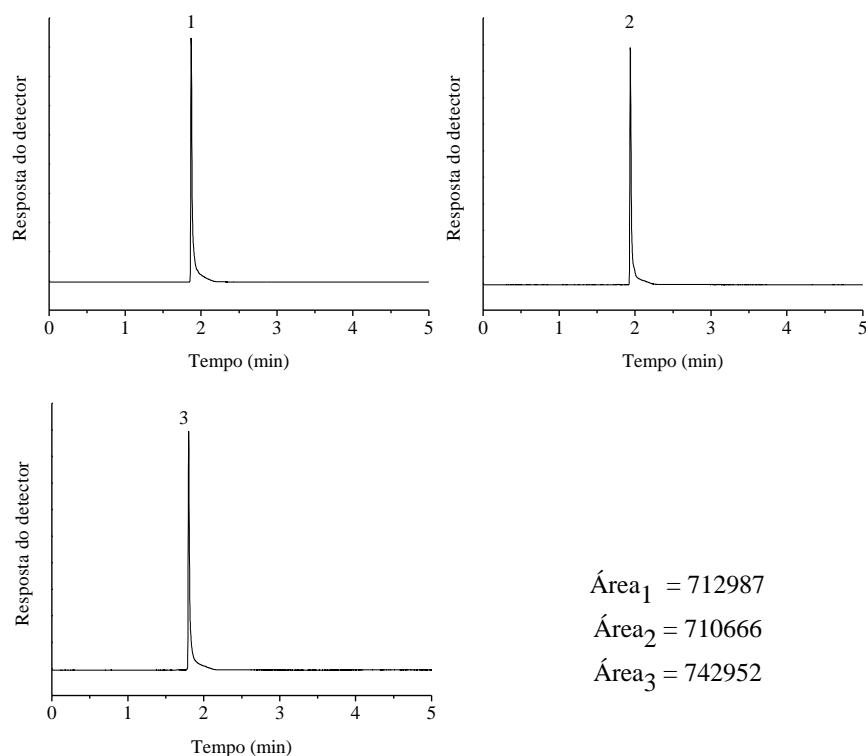 1
Resposta do detector
0 1 2 3 4 5
Tempo (min)
2
Resposta do detector
0 1 2 3 4 5
Tempo (min)
3
Resposta do detector
0 1 2 3 4 5
Tempo (min)
Área1 = 712987
Área2 = 710666
Área3 = 742952